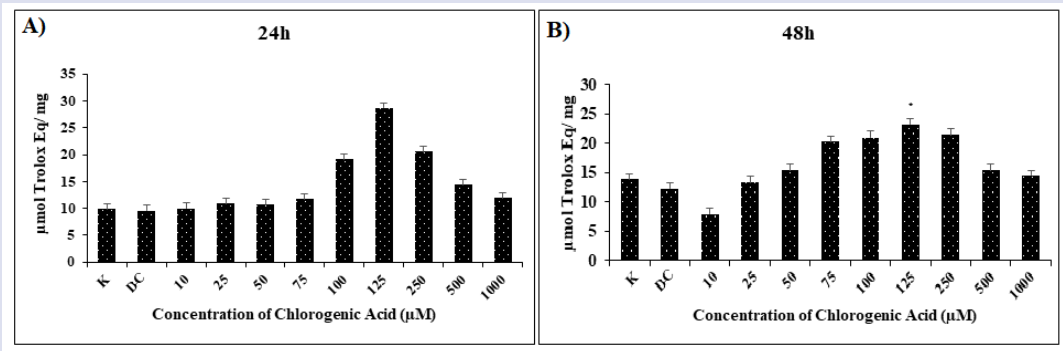 A)
24h
µmol Trolox Eq/ mg
35
30
25
20
15
10
5
0
K DC 10 25 50 75 100 125 250 500 1000
Concentration of Chlorogenic Acid (µM)
B)
48h
µmol Trolox Eq/ mg
30
25
20
15
10
5
0
*
K DC 10 25 50 75 100 125 250 500 1000
Concentration of Chlorogenic Acid (µM)